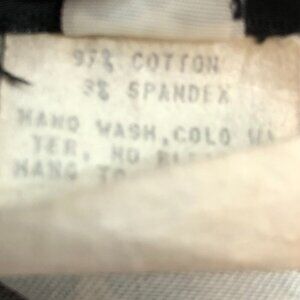 97% COTTON
3% SPANDEX
HAND WASH, COLD WA
TER, NO
HANG TO